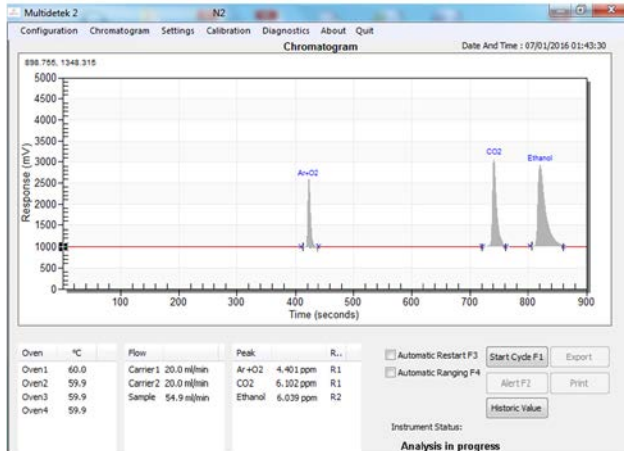 Multidetek 2 N2
Configuration Chromatogram Settings Calibration Diagnostics About Quit
Chromatogram Date And Time : 07/01/2016 01:43:30
898.755, 1348.315
5000
4500
4000
3500
3000
2500
2000
1500
1000
500
0
Response (mV)
Ar+O2
CO2
Ethanol
100 200 300 400 500 600 700 800 900
Time (seconds)
Oven °C
Oven1 60.0
Oven2 59.9
Oven3 59.9
Oven4 59.9
Flow
Carrier1 20.0 ml/min
Carrier2 20.0 ml/min
Sample 54.9 ml/min
Peak R..
Ar+O2 4.401 ppm R1
CO2 6.102 ppm R1
Ethanol 6.039 ppm R2
Automatic Restart F3
Automatic Ranging F4
Start Cycle F1 Export
Alert F2 Print
Historic Value
Instrument Status:
Analysis in progress